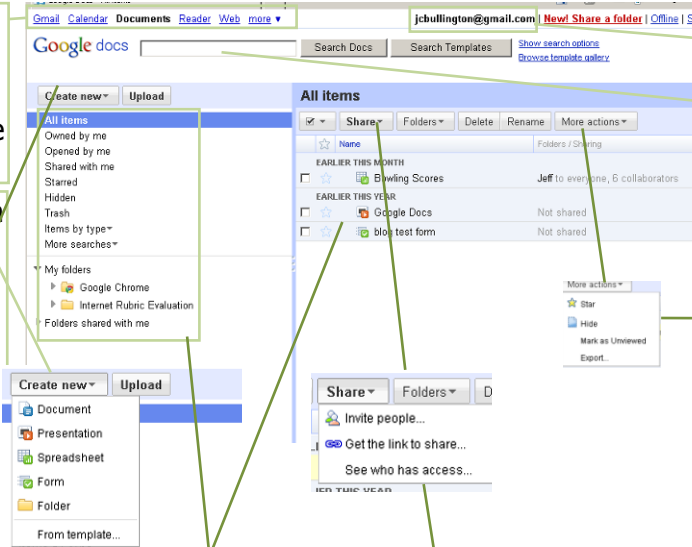 Gmail Calendar Documents Reader Web more ▼ jcbullington@gmail.com | New! Share a folder | Offline | S
Google docs Search Docs Search Templates Show search options
Browse template gallery
Create new Upload
All items
All items
Owned by me
Opened by me
Shared with me
Starred
Hidden
Trash
Items by type
More searches
My folders
Google Chrome
Internet Rubric Evaluation
Folders shared with me
Share Folders Delete Rename More actions
Name Folders / Sharing
EARLIER THIS MONTH
Bowling Scores Jeff to everyone, 6 collaborators
EARLIER THIS YEAR
Google Docs Not shared
blog test form Not shared
More actions
Star
Hide
Mark as Unviewed
Export...
Create new Upload
Document
Presentation
Spreadsheet
Form
Folder
From template...
Share Folders D
Invite people...
Get the link to share...
See who has access...
IER THIS YEAR